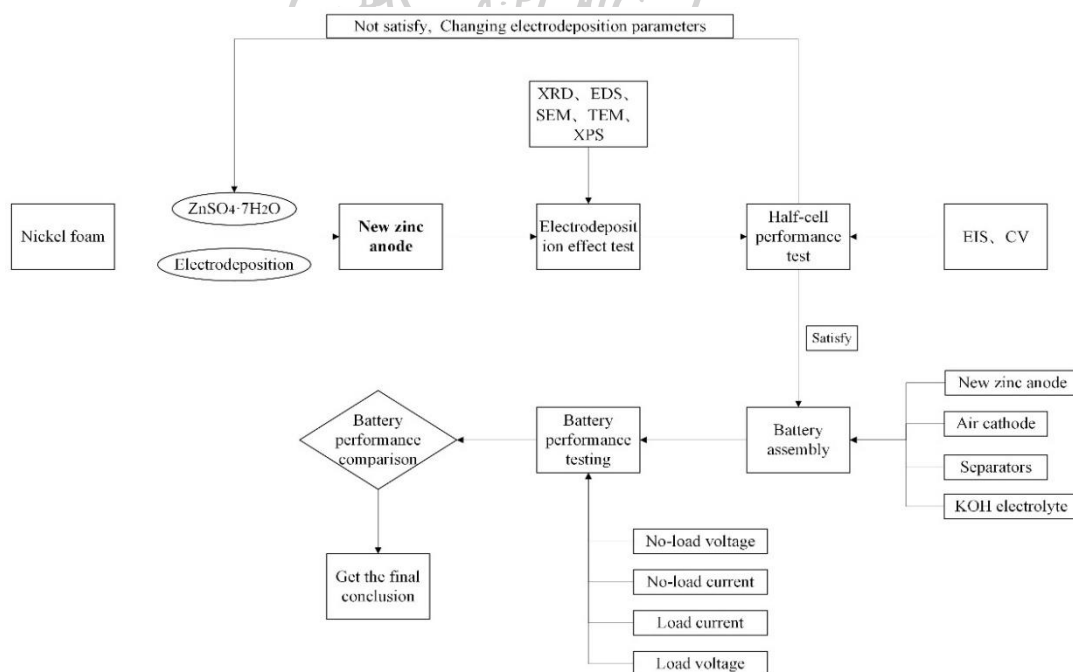 Not satisfy, Changing electrodeposition parameters
XRD、EDS、
SEM、TEM、
XPS
Nickel foam
ZnSO4·7H2O
Electrodeposition
New zinc
anode
Electrodeposit
ion effect test
Half-cell
performance
test
EIS、CV
Satisfy
Battery
performance
comparison
Battery
performance
testing
Battery
assembly
New zinc anode
Air cathode
Separators
KOH electrolyte
Get the final
conclusion
No-load voltage
No-load current
Load current
Load voltage